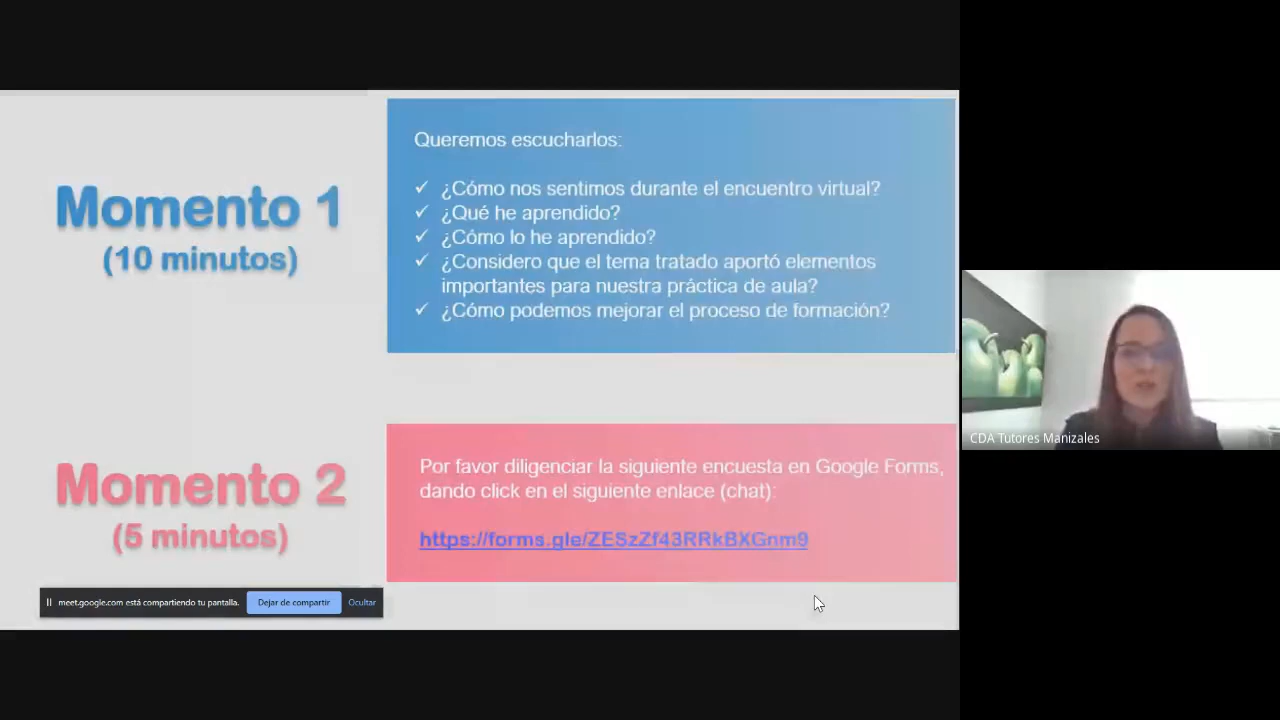 Momento 1
(10 minutos)
Queremos escucharlos:
✓ ¿Cómo nos sentimos durante el encuentro virtual?
✓ ¿Qué he aprendido?
✓ ¿Cómo lo he aprendido?
✓ ¿Considero que el tema tratado aportó elementos
importantes para nuestra práctica de aula?
✓ ¿Cómo podemos mejorar el proceso de formación?
Momento 2
(5 minutos)
Por favor diligenciar la siguiente encuesta en Google Forms,
dando click en el siguiente enlace (chat):
https://forms.gle/ZESzZf43RRkBXGnm9
meet.google.com está compartiendo tu pantalla.
Dejar de compartir
Ocultar
CDA Tutores Manizales